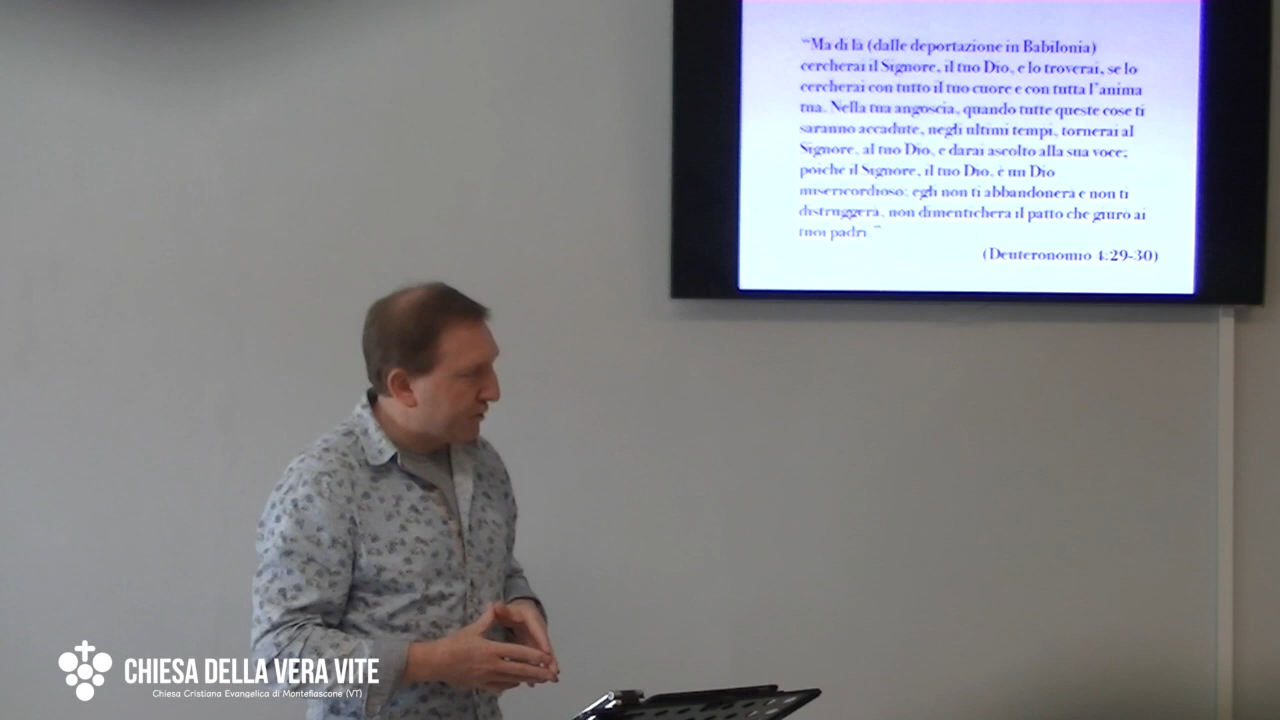 “Ma di là (dalle deportazione in Babilonia)
cercherai il Signore, il tuo Dio, e lo troverai, se lo
cercherai con tutto il tuo cuore e con tutta l’anima
tua. Nella tua angoscia, quando tutte queste cose ti
saranno accadute, negli ultimi tempi, tornerai al
Signore, al tuo Dio, e darai ascolto alla sua voce;
poiché il Signore, il tuo Dio, è un Dio
misericordioso; egli non ti abbandonerà e non ti
distruggerà, non dimenticherà il patto che giurò ai
tuoi padri.”
(Deuteronomio 4:29-30)
CHIESA DELLA VERA VITE
Chiesa Cristiana Evangelica di Montefiascone (VT)